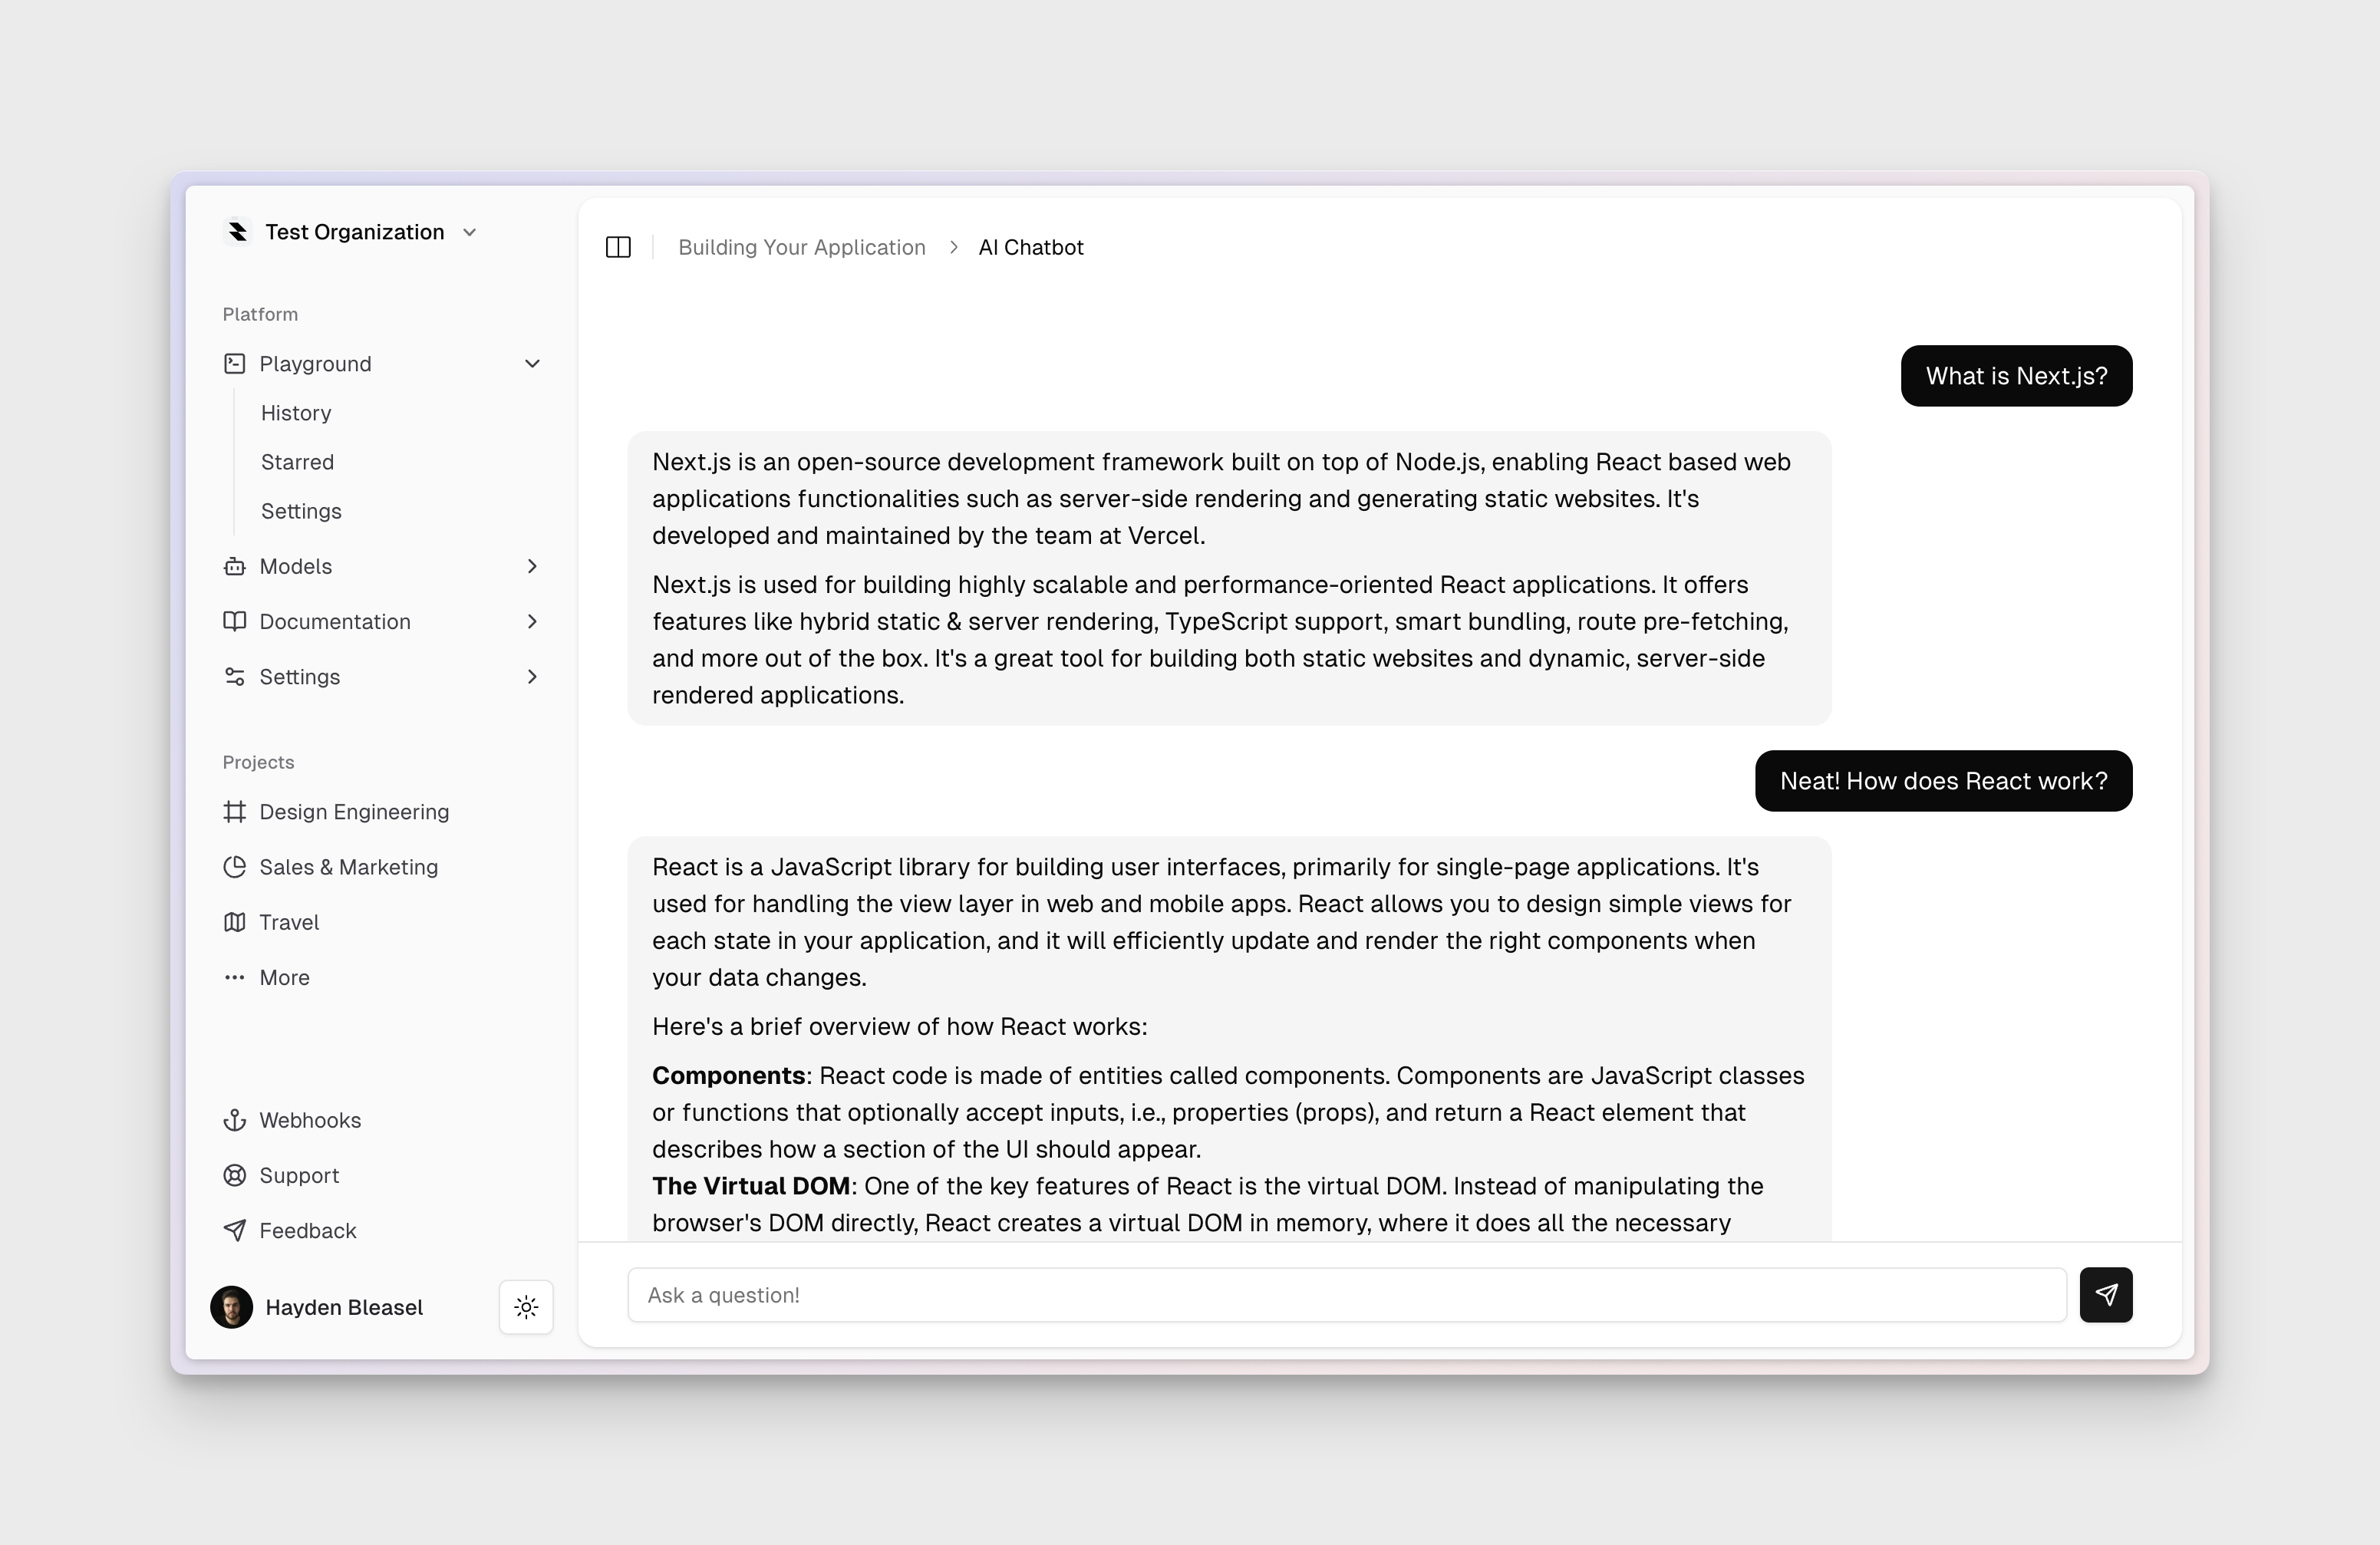 Test Organization
Platform
Playground
History
Starred
Settings
Models
Documentation
Settings
Projects
Design Engineering
Sales & Marketing
Travel
More
Webhooks
Support
Feedback
Hayden Bleasel
Building Your Application
AI Chatbot
What is Next.js?
Next.js is an open-source development framework built on top of Node.js, enabling React based web
applications functionalities such as server-side rendering and generating static websites. It's
developed and maintained by the team at Vercel.
Next.js is used for building highly scalable and performance-oriented React applications. It offers
features like hybrid static & server rendering, TypeScript support, smart bundling, route pre-fetching,
and more out of the box. It's a great tool for building both static websites and dynamic, server-side
rendered applications.
Neat! How does React work?
React is a JavaScript library for building user interfaces, primarily for single-page applications. It's
used for handling the view layer in web and mobile apps. React allows you to design simple views for
each state in your application, and it will efficiently update and render the right components when
your data changes.
Here's a brief overview of how React works:
Components: React code is made of entities called components. Components are JavaScript classes
or functions that optionally accept inputs, i.e., properties (props), and return a React element that
describes how a section of the UI should appear.
The Virtual DOM: One of the key features of React is the virtual DOM. Instead of manipulating the
browser's DOM directly, React creates a virtual DOM in memory, where it does all the necessary
Ask a question!